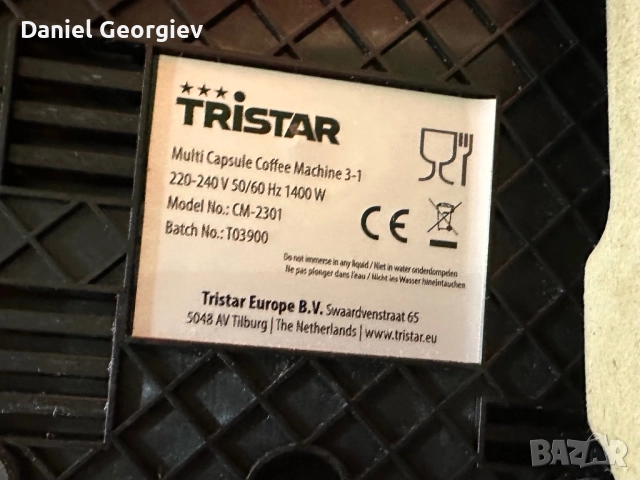 Daniel Georgiev
TRISTAR
Multi Capsule Coffee Machine 3-1
220-240 V 50/60 Hz 1400 W
Model No.: CM-2301
Batch No.: T03900
CE
Do not immerse in any liquid / Niet in water onderdompelen
Ne pas plonger dans l'eau / Nicht ins Wasser hineintauchen
Tristar Europe B.V. Swaardvenstraat 65
5048 AV Tilburg | The Netherlands | www.tristar.eu
BAZAR